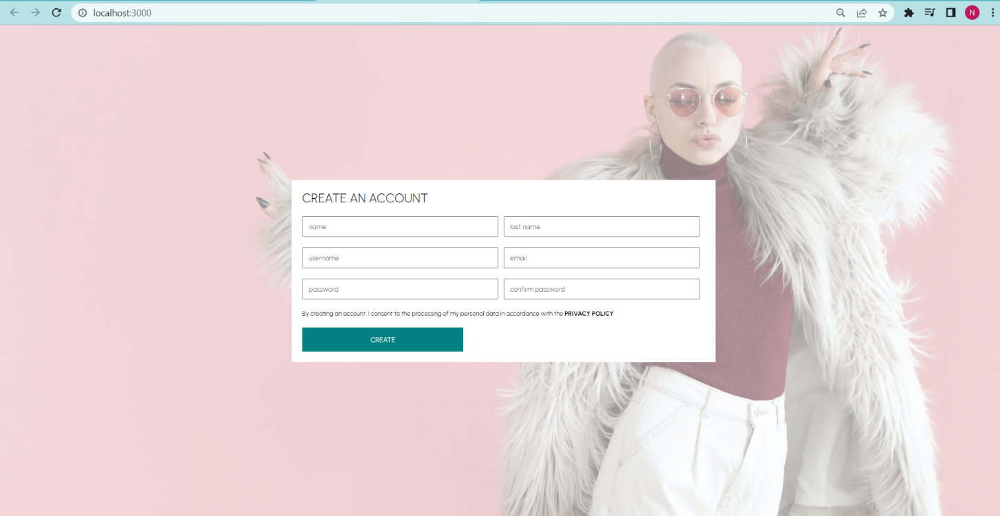 localhost:3000
N
CREATE AN ACCOUNT
name last name
username email
password confirm password
By creating an account. I consent to the processing of my personal data in accordance with the PRIVACY POLICY
CREATE